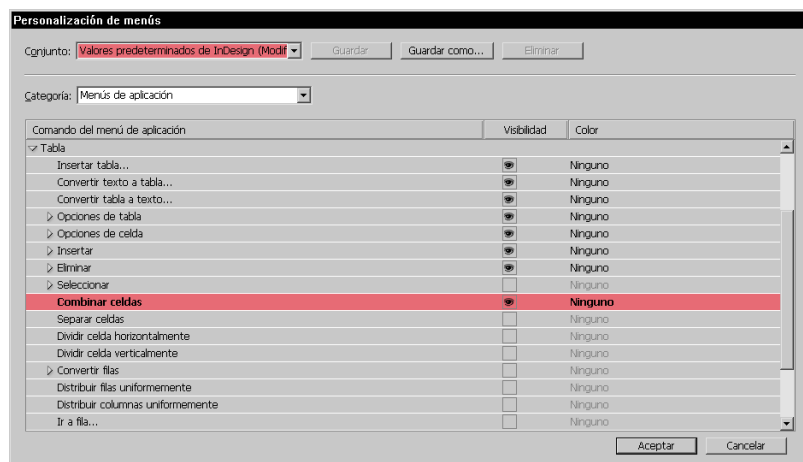 Personalización de menús
Conjunto: Valores predeterminados de InDesign (Modif Guardar Guardar como... Eliminar
Categoría: Menús de aplicación
Comando del menú de aplicación Visibilidad Color
Tabla
Insertar tabla... Ninguno
Convertir texto a tabla... Ninguno
Convertir tabla a texto... Ninguno
Opciones de tabla Ninguno
Opciones de celda Ninguno
Insertar Ninguno
Eliminar Ninguno
Seleccionar Ninguno
Combinar celdas Ninguno
Separar celdas Ninguno
Dividir celda horizontalmente Ninguno
Dividir celda verticalmente Ninguno
Convertir filas Ninguno
Distribuir filas uniformemente Ninguno
Distribuir columnas uniformemente Ninguno
Ir a fila... Ninguno
Aceptar Cancelar